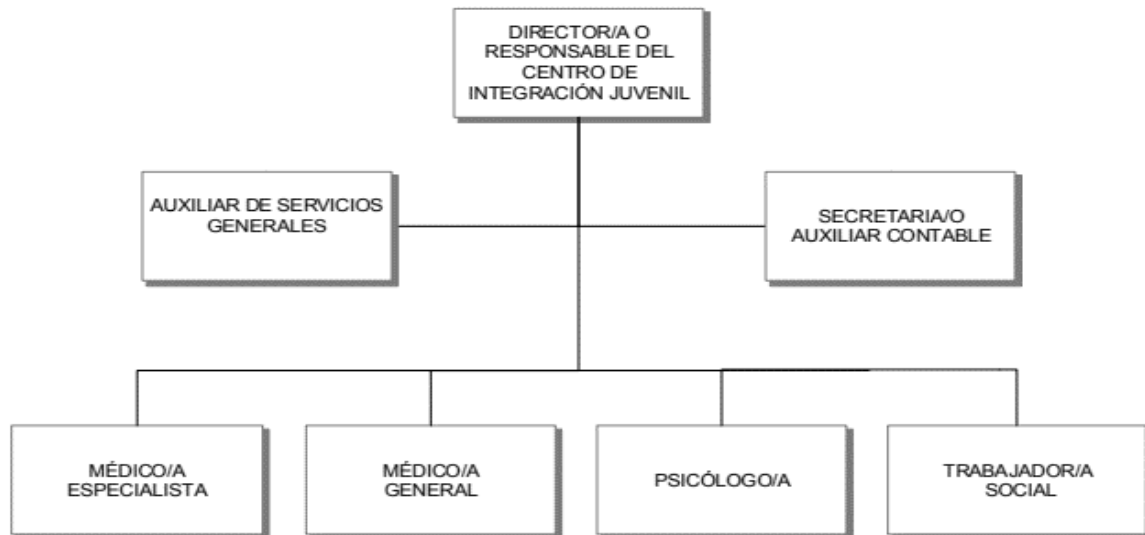 DIRECTOR/A O
RESPONSABLE DEL
CENTRO DE
INTEGRACIÓN JUVENIL
AUXILIAR DE SERVICIOS
GENERALES
SECRETARIA/O
AUXILIAR CONTABLE
MÉDICO/A
ESPECIALISTA
MÉDICO/A
GENERAL
PSICÓLOGO/A
TRABAJADOR/A
SOCIAL